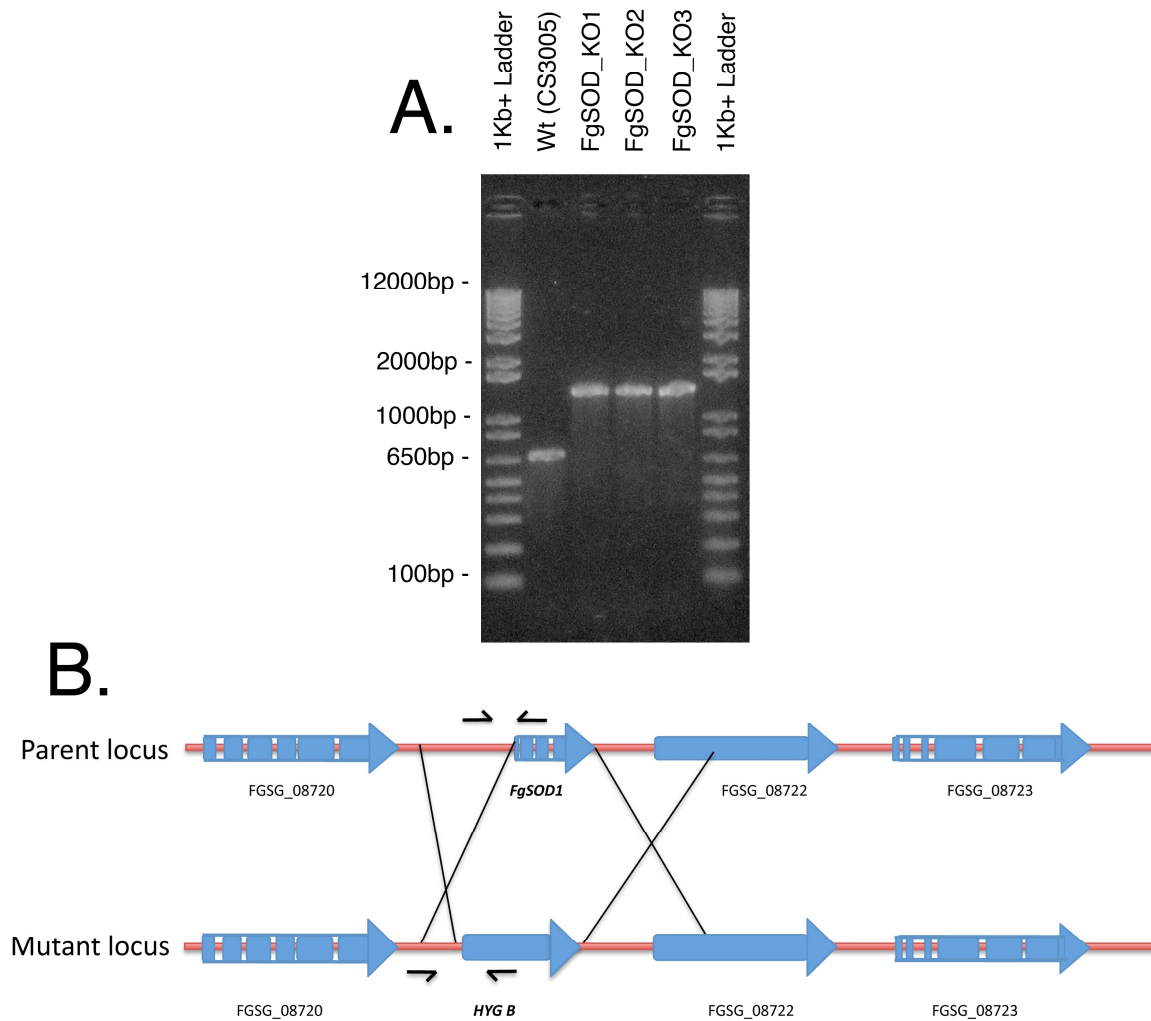 A.
1Kb+ Ladder
Wt (CS3005)
FgSOD_KO1
FgSOD_KO2
FgSOD_KO3
1Kb+ Ladder
12000bp -
2000bp -
1000bp -
650bp -
100bp -
B.
Parent locus
FGSG_08720
FgSOD1
FGSG_08722
FGSG_08723
Mutant locus
FGSG_08720
HYG B
FGSG_08722
FGSG_08723